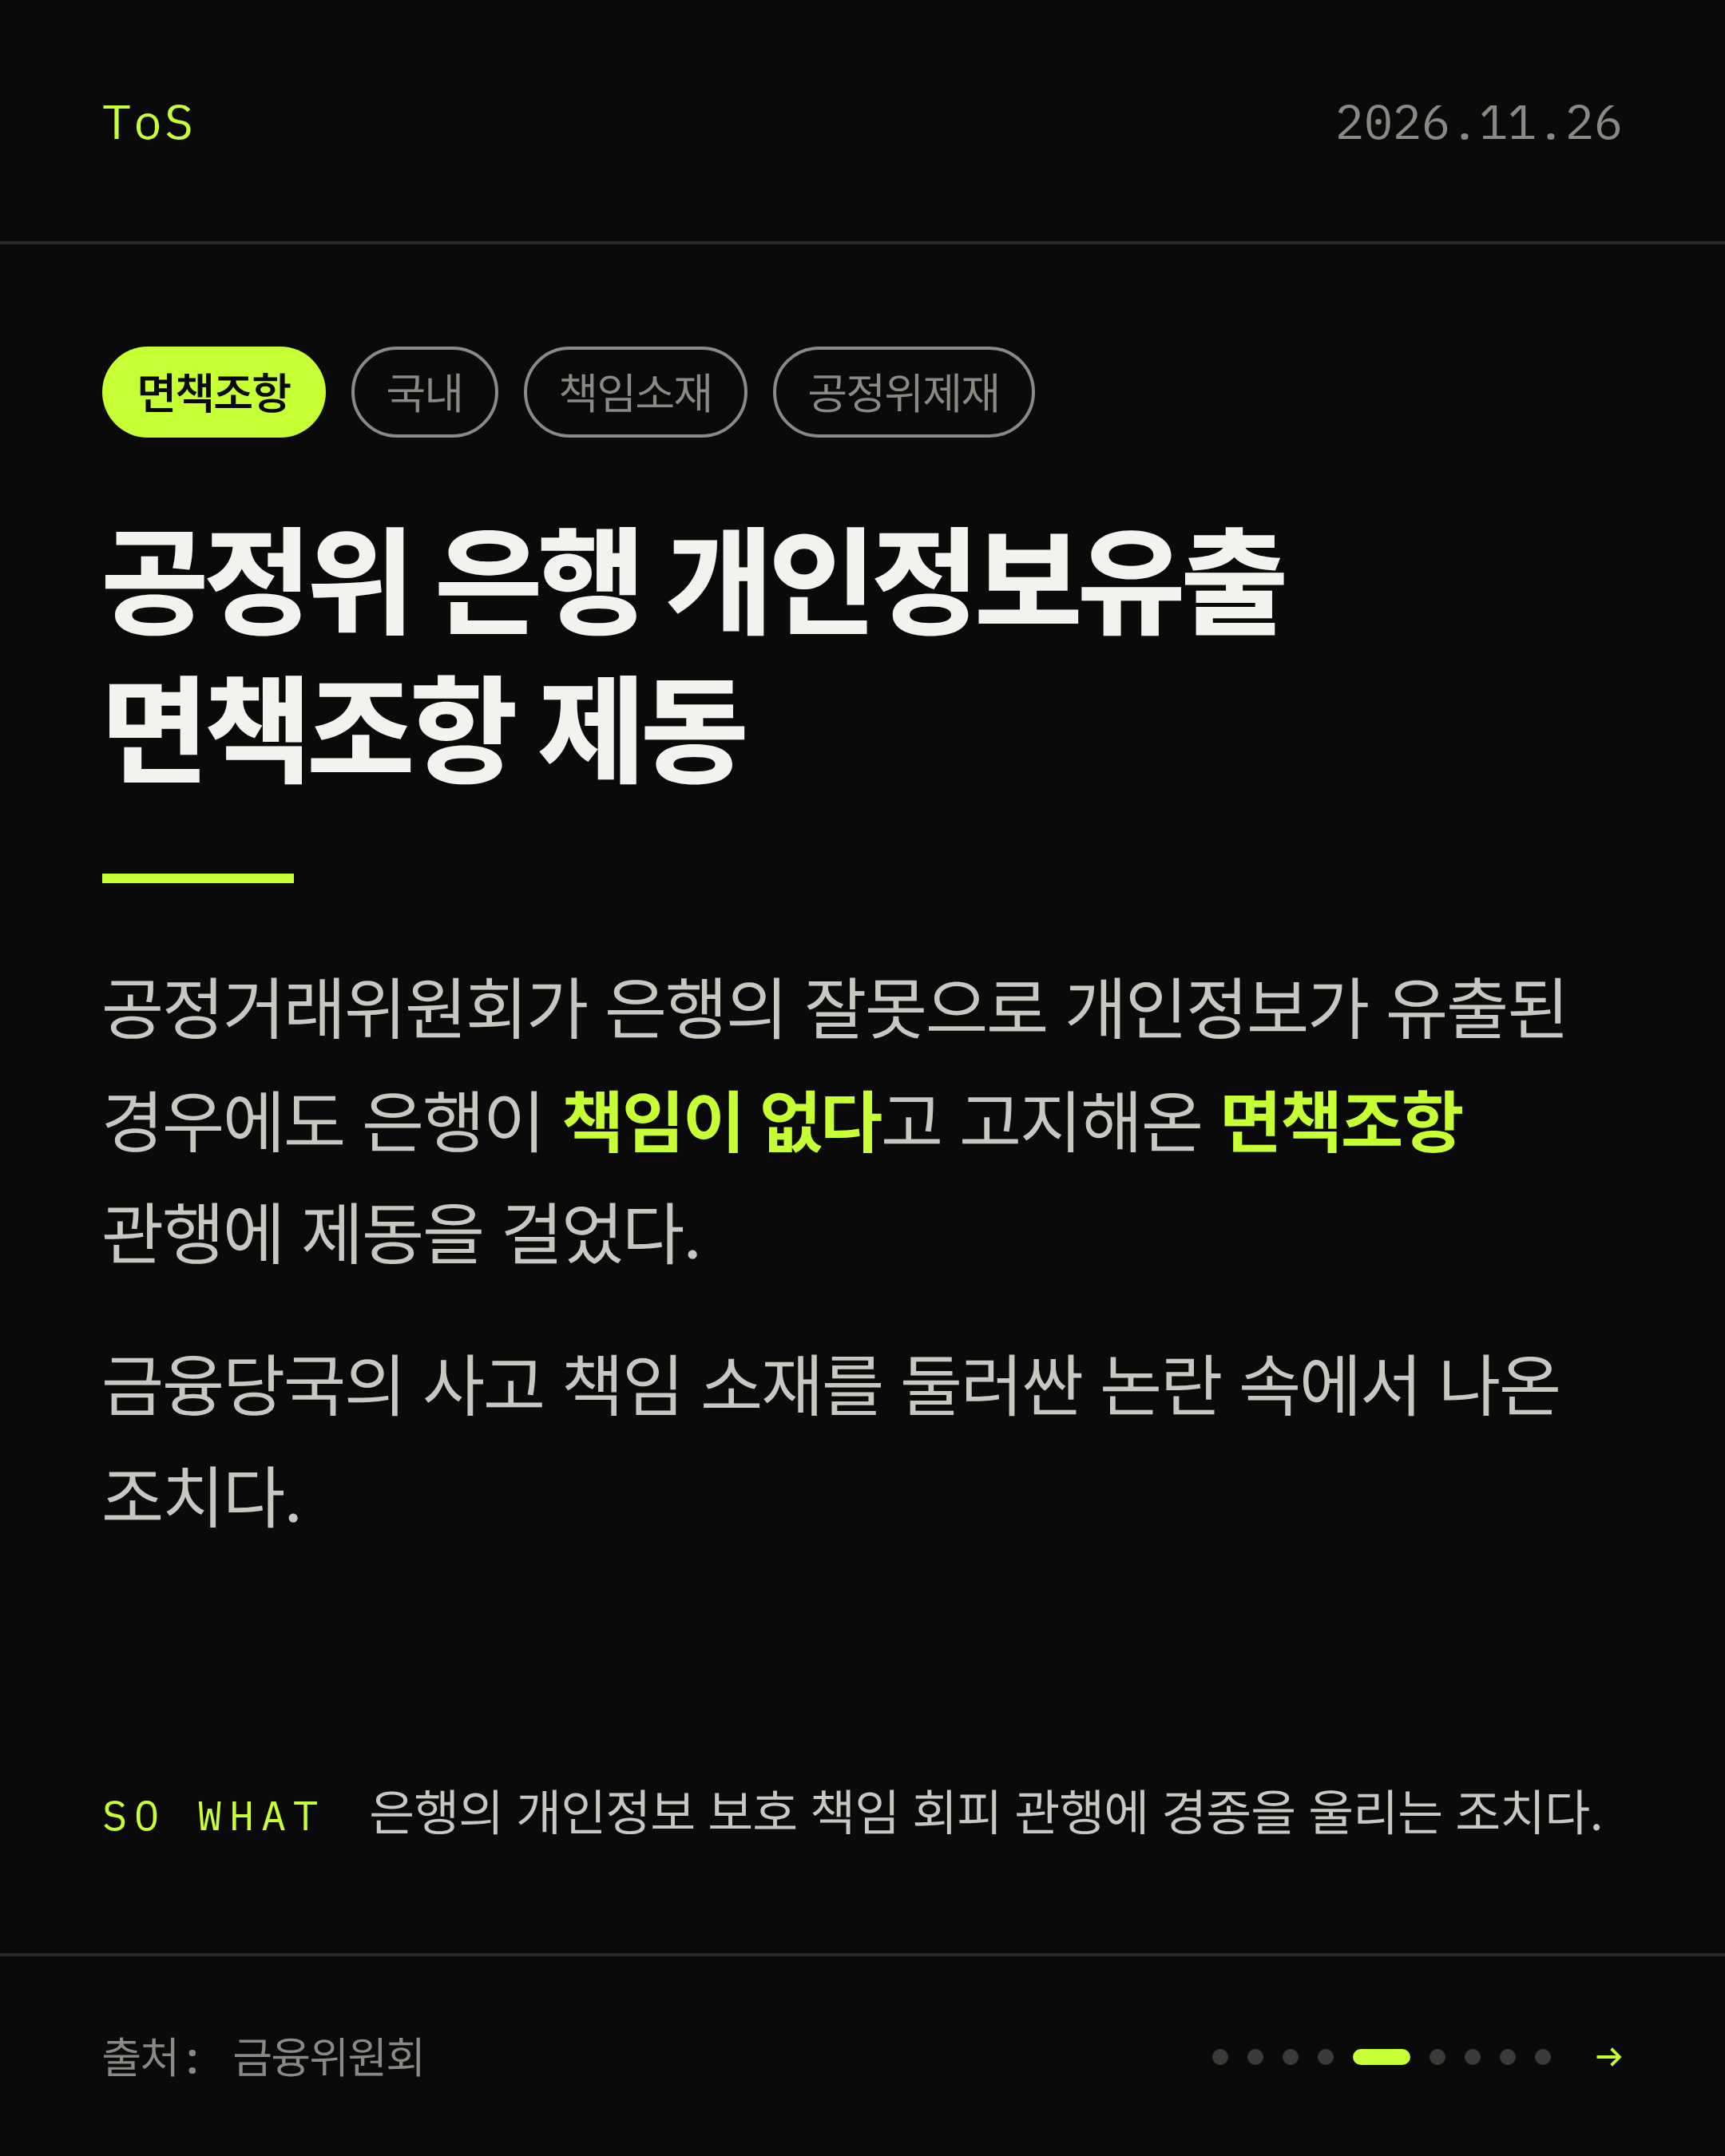 ToS
2026.11.26
면책조항
국내
책임소재
공정위제재
공정위 은행 개인정보유출
면책조항 제동
공정거래위원회가 은행의 잘못으로 개인정보가 유출된
경우에도 은행이 책임이 없다고 고지해온 면책조항
관행에 제동을 걸었다.
금융당국의 사고 책임 소재를 둘러싼 논란 속에서 나온
조치다.
SO WHAT 은행의 개인정보 보호 책임 회피 관행에 경종을 울리는 조치다.
출처: 금융위원회
→